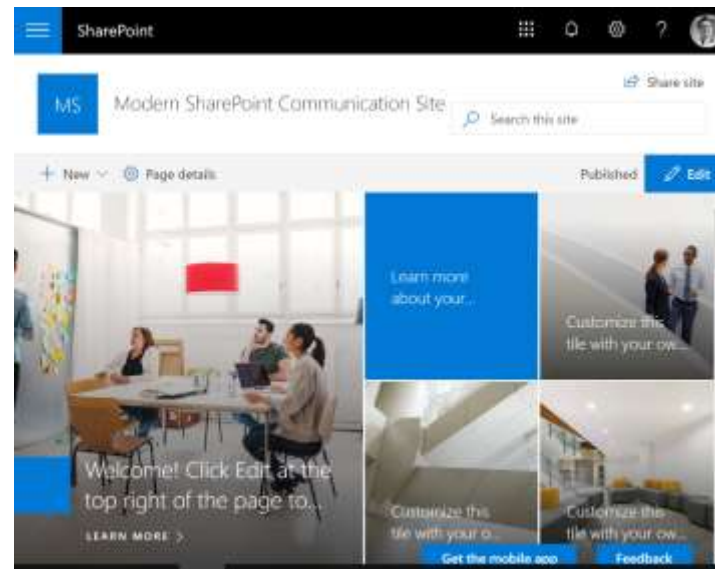 SharePoint
?
Share site
MS
Modern SharePoint Communication Site
Search this site
New
Page details
Published
Edit
Learn more
about your...
Customize this
tile with your ow...
Welcome! Click Edit at the
top right of the page to...
LEARN MORE >
Customize this
tile with your o...
Customize this
tile with your ow...
Get the mobile app
Feedback